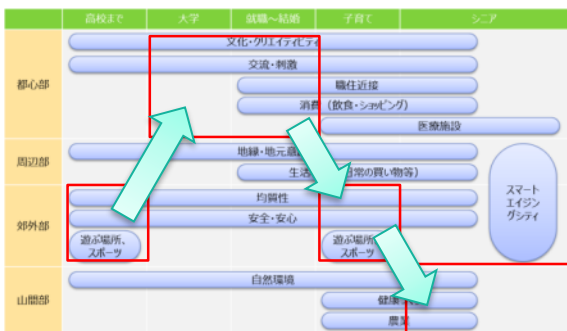 高校まで 大学 就職～結婚 子育て シニア
都心部
文化・クリエイティビティ
交流・刺激
職住近接
消費（飲食・ショッピング）
医療施設
周辺部
地縁・地元意
生活 日常の買い物等）
郊外部
均質性
安全・安心
遊ぶ場所、
スポーツ
遊ぶ場所
スポーツ
スマート
エイジン
グシティ
山間部
自然環境
健康
農業